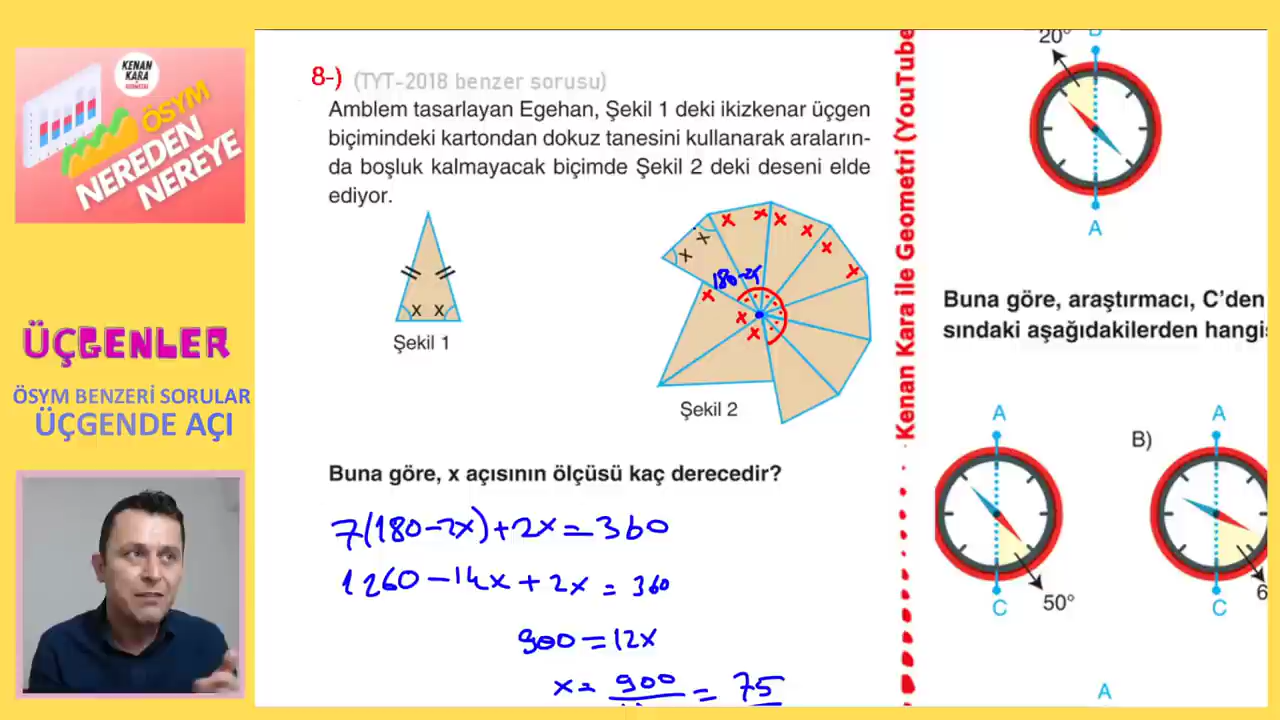 KENAN
KARA
ÖSYM
NEREDEN
NEREYE
ÜÇGENLER
ÖSYM BENZERİ SORULAR
ÜÇGENDE AÇI
8-) (TYT-2018 benzer sorusu)
Amblem tasarlayan Egehan, Şekil 1 deki ikizkenar üçgen
biçimindeki kartondan dokuz tanesini kullanarak araların-
da boşluk kalmayacak biçimde Şekil 2 deki deseni elde
ediyor.
x x
Şekil 1
x x x x x x x x
180-2x
x x x
Şekil 2
Buna göre, x açısının ölçüsü kaç derecedir?
7(180-2x)+2x=360
1260-14x+2x=360
900=12x
x=900 = 75
Kenan Kara ile Geometri (YouTube
20°
B
A
Buna göre, araştırmacı, C'den
sındaki aşağıdakilerden hangis
A
C
50°
B)
A
C
6
A